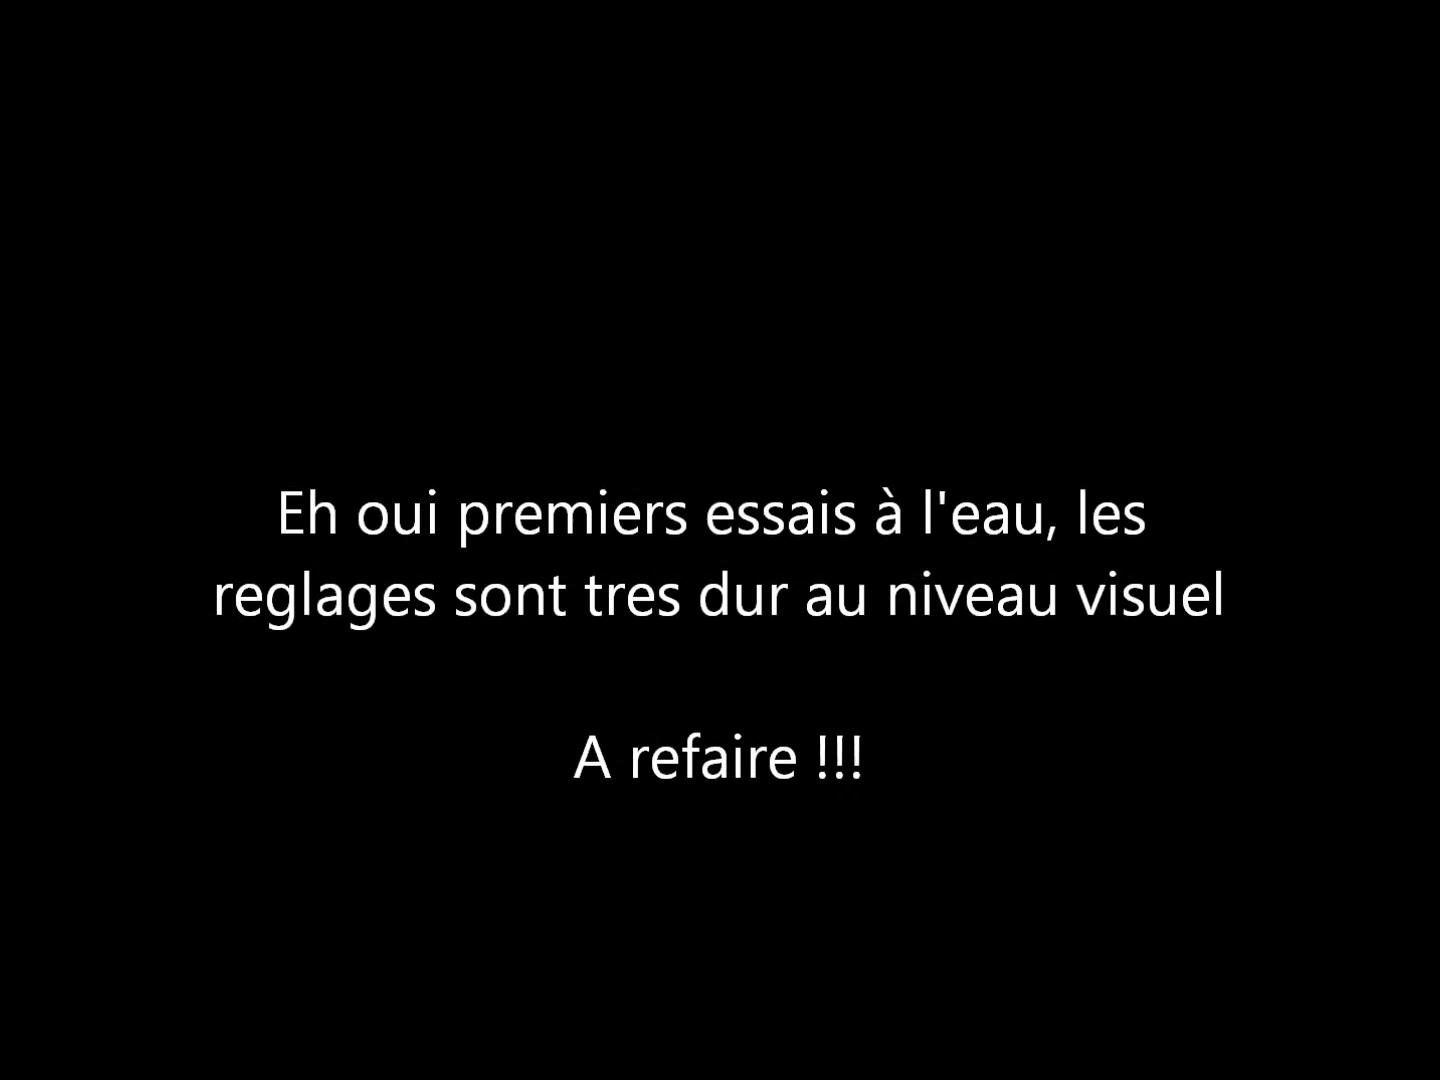 Eh oui premiers essais à l'eau, les
reglages sont tres dur au niveau visuel
A refaire !!!